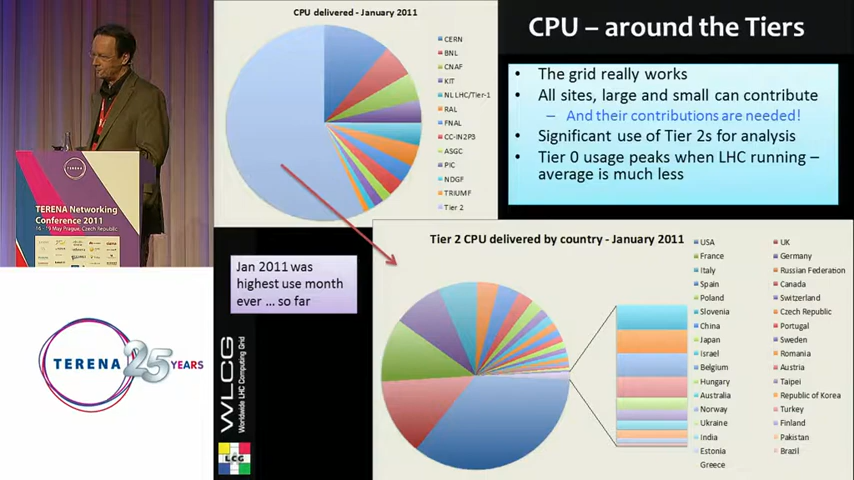 CPU delivered - January 2011
CERN
BNL
CNAF
KIT
NL LHC/Tier-1
RAL
FNAL
CC-IN2P3
ASGC
PIC
NDGF
TRIUMF
Tier 2
CPU – around the Tiers
• The grid really works
• All sites, large and small can contribute
– And their contributions are needed!
• Significant use of Tier 2s for analysis
• Tier 0 usage peaks when LHC running –
average is much less
TERENA Networking
Conference 2011
16 - 19 May Prague, Czech Republic
Jan 2011 was
highest use month
ever ... so far
Tier 2 CPU delivered by country - January 2011
USA
UK
France
Germany
Italy
Russian Federation
Spain
Canada
Poland
Switzerland
Slovenia
Czech Republic
China
Portugal
Japan
Sweden
Israel
Romania
Belgium
Austria
Hungary
Taipei
Australia
Republic of Korea
Norway
Turkey
Ukraine
Finland
India
Pakistan
Estonia
Brazil
Greece
TERENA 25 YEARS
WLCG
Worldwide LHC Computing Grid
LCG